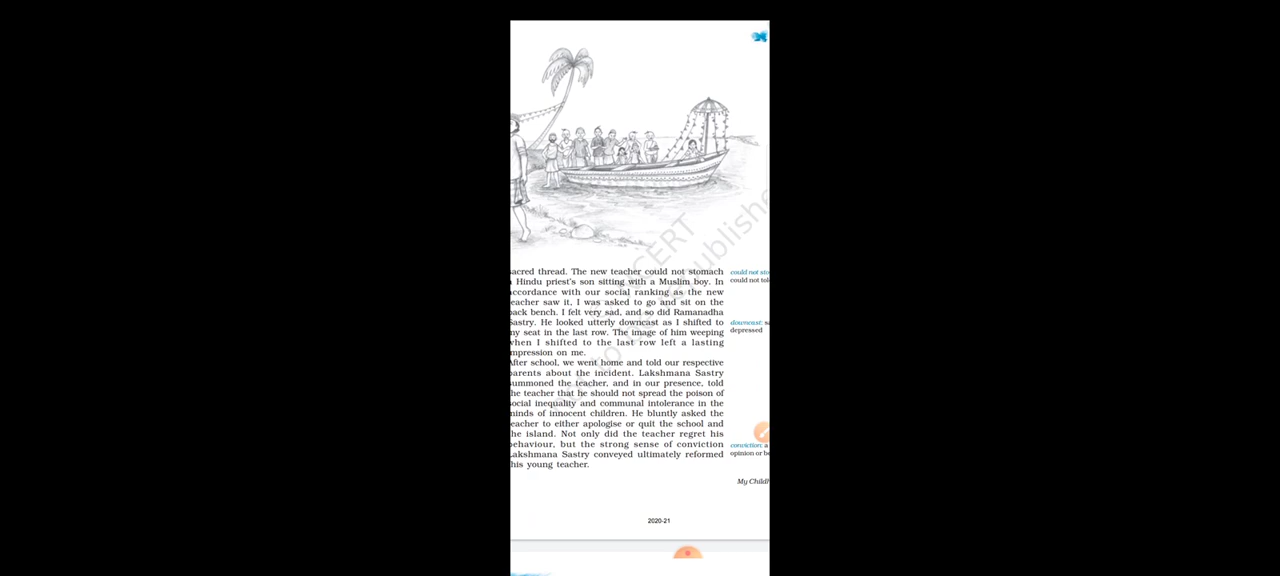 sacred thread. The new teacher could not stomach
Hindu priest's son sitting with a Muslim boy. In
accordance with our social ranking as the new
teacher saw it, I was asked to go and sit on the
back bench. I felt very sad, and so did Ramanadha
Sastry. He looked utterly downcast as I shifted to
my seat in the last row. The image of him weeping
when I shifted to the last row left a lasting
impression on me.
After school, we went home and told our respective
parents about the incident. Lakshmana Sastry
summoned the teacher, and in our presence, told
the teacher that he should not spread the poison of
social inequality and communal intolerance in the
minds of innocent children. He bluntly asked the
teacher to either apologise or quit the school and
the island. Not only did the teacher regret his
behaviour, but the strong sense of conviction
Lakshmana Sastry conveyed ultimately reformed
this young teacher.
could not sto
could not tol
downcast: sa
depressed
conviction: a
opinion or be
My Childh
2020-21
NCERT